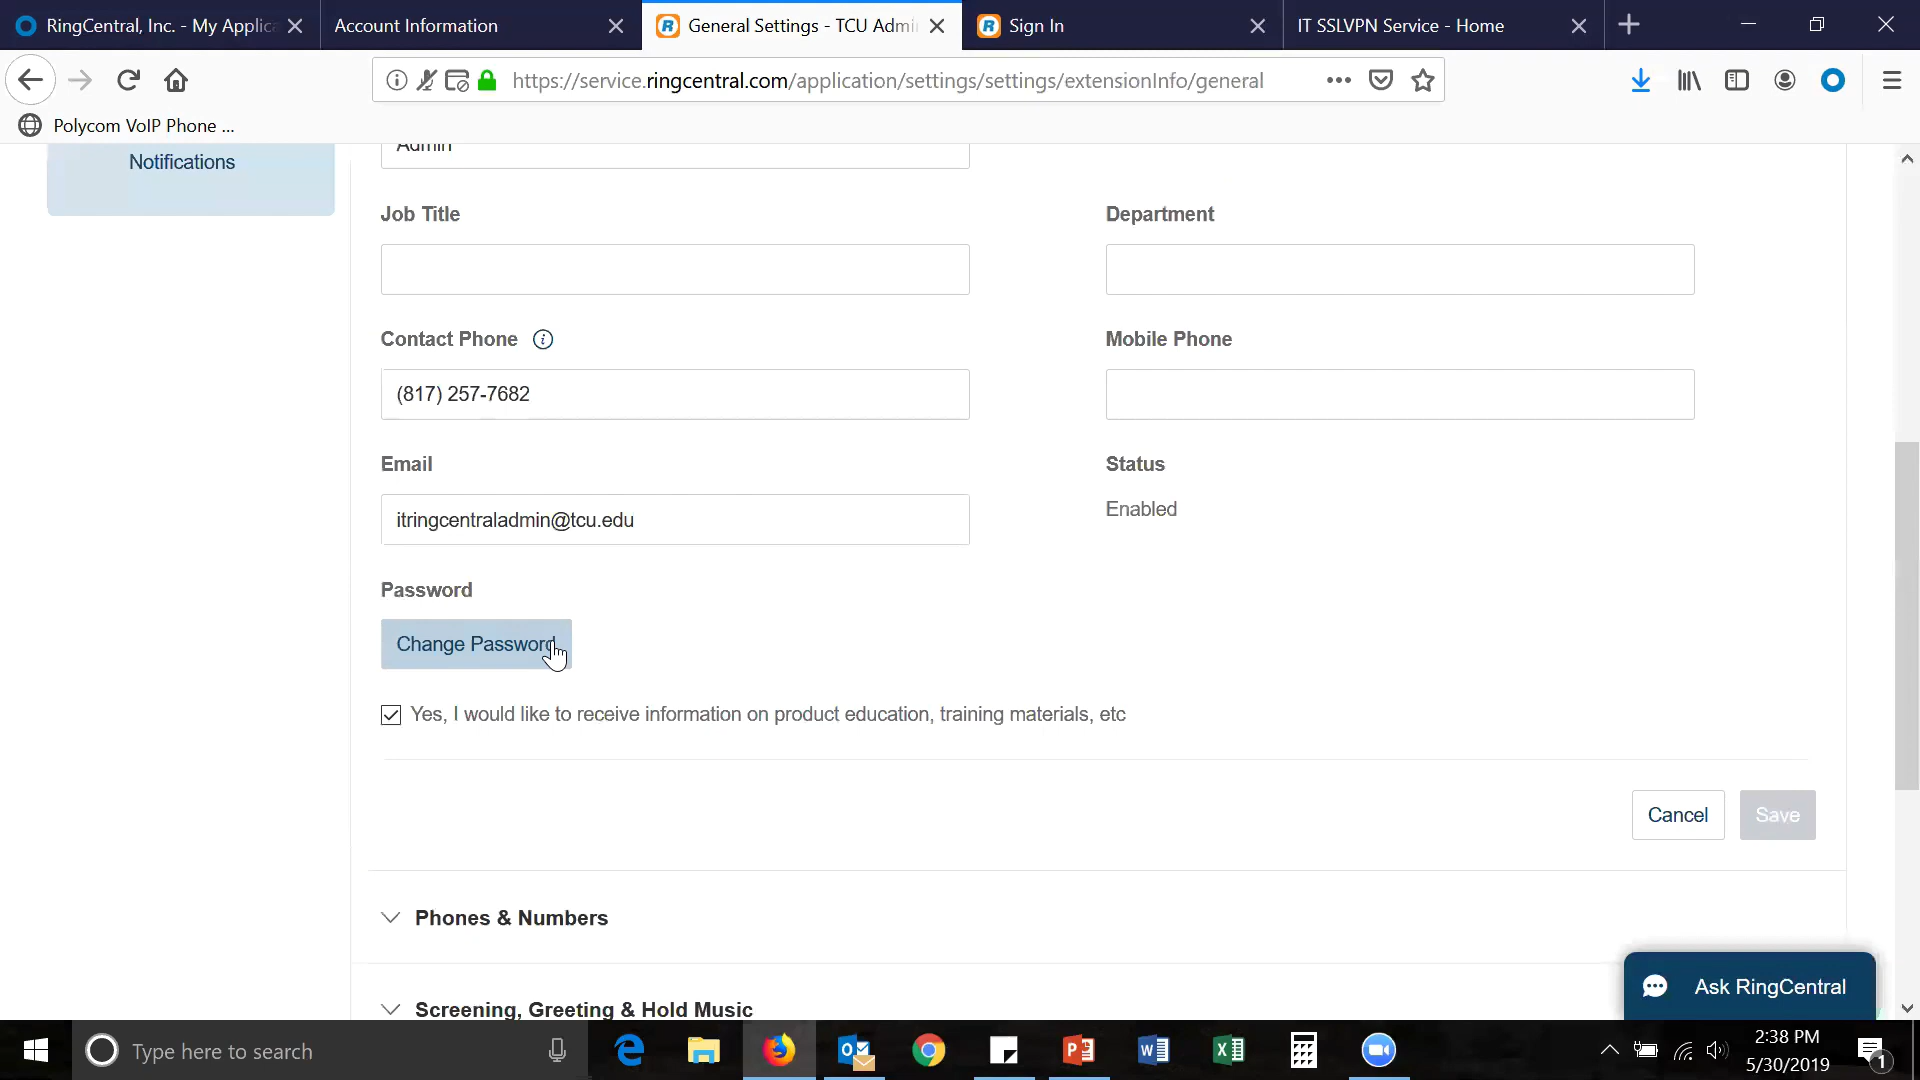 RingCentral, Inc. - My Applica
Account Information
General Settings - TCU Admi
Sign In
IT SSLVPN Service - Home
https://service.ringcentral.com/application/settings/settings/extensionInfo/general
Polycom VoIP Phone ...
Notifications
Admin
Job Title
Department
Contact Phone
Mobile Phone
(817) 257-7682
Email
Status
itringcentraladmin@tcu.edu
Enabled
Password
Change Password
Yes, I would like to receive information on product education, training materials, etc
Cancel
Save
Phones & Numbers
Screening, Greeting & Hold Music
Ask RingCentral
Type here to search
2:38 PM
5/30/2019
1